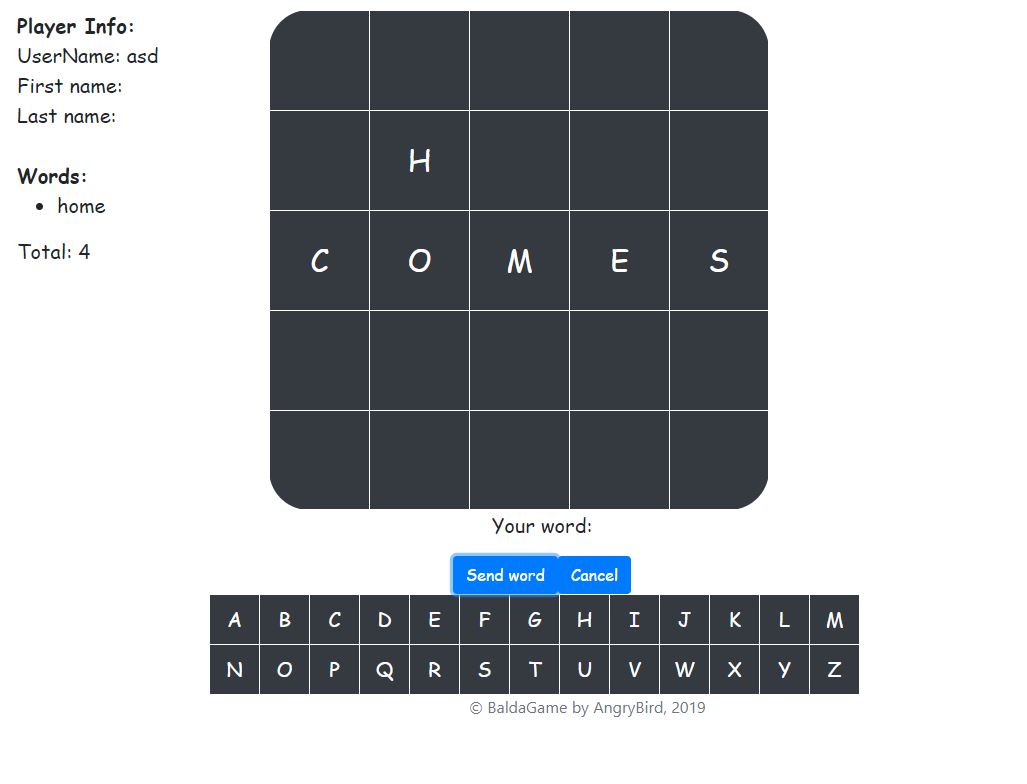 Player Info:
UserName: asd
First name:
Last name:
Words:
home
Total: 4
H
C O M E S
Your word:
Send word Cancel
A B C D E F G H I J K L M
N O P Q R S T U V W X Y Z
© BaldaGame by AngryBird, 2019